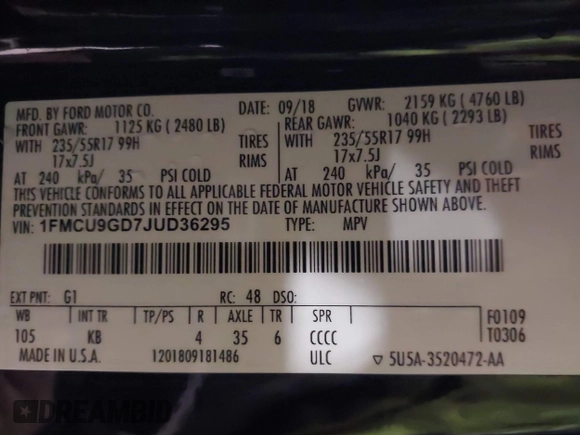 MFD. BY FORD MOTOR CO. DATE: 09/18 GVWR: 2159 KG ( 4760 LB)
FRONT GAWR: 1125 KG ( 2480 LB) REAR GAWR: 1040 KG ( 2293 LB)
WITH 235/55R17 99H TIRES WITH 235/55R17 99H TIRES
17x7.5J RIMS 17x7.5J RIMS
AT 240 kPa/ 35 PSI COLD AT 240 kPa/ 35 PSI COLD
THIS VEHICLE CONFORMS TO ALL APPLICABLE FEDERAL MOTOR VEHICLE SAFETY AND THEFT
PREVENTION STANDARDS IN EFFECT ON THE DATE OF MANUFACTURE SHOWN ABOVE.
VIN: 1FMCU9GD7JUD36295 TYPE: MPV
EXT PNT: G1 RC: 48 DSO:
WB INT TR TP/PS R AXLE TR SPR F0109
105 KB 4 35 6 CCCC T0306
MADE IN U.S.A. 1201809181486 ULC ▽ 5U5A-3520472-AA
DREAMBID